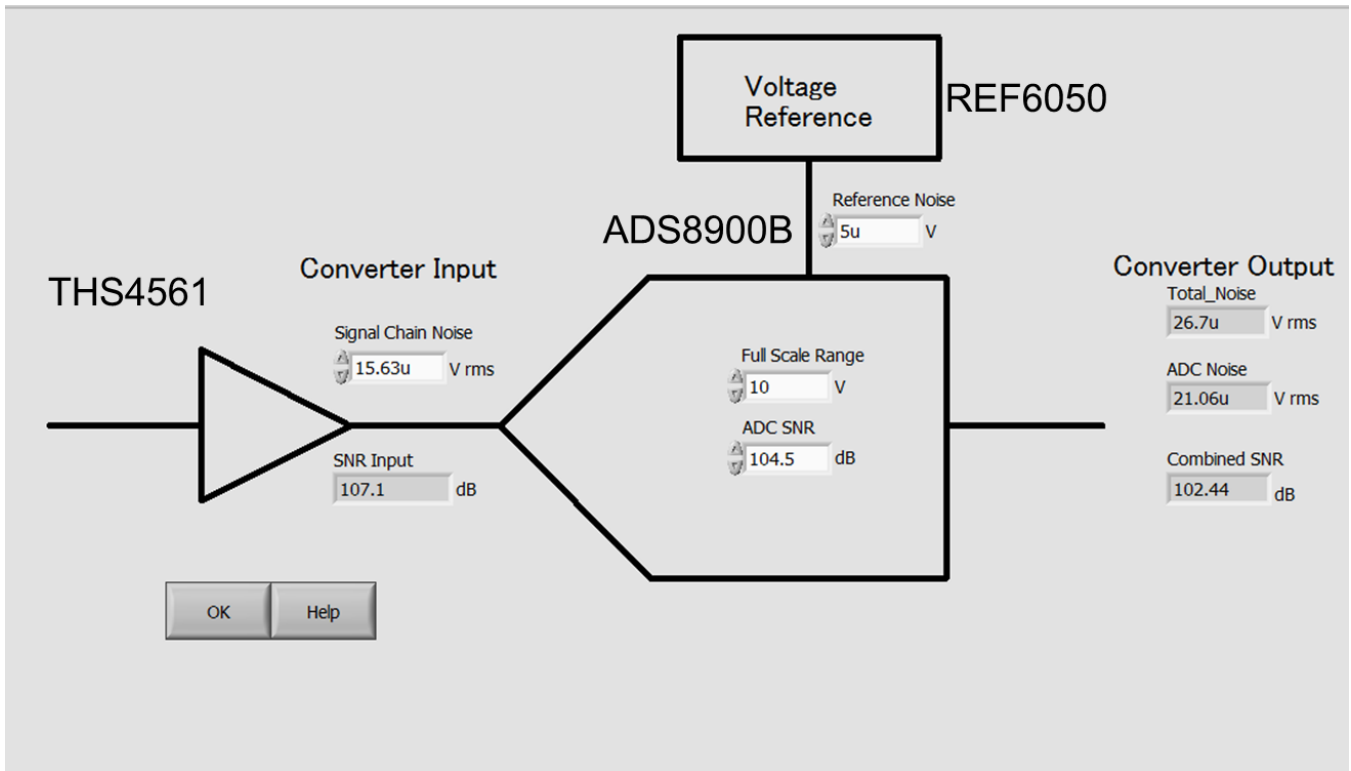 Voltage
Reference
REF6050
Reference Noise
5u V
ADS8900B
Converter Input
THS4561
Signal Chain Noise
15.63u V rms
SNR Input
107.1 dB
Full Scale Range
10 V
ADC SNR
104.5 dB
Converter Output
Total_Noise
26.7u V rms
ADC Noise
21.06u V rms
Combined SNR
102.44 dB
OK Help